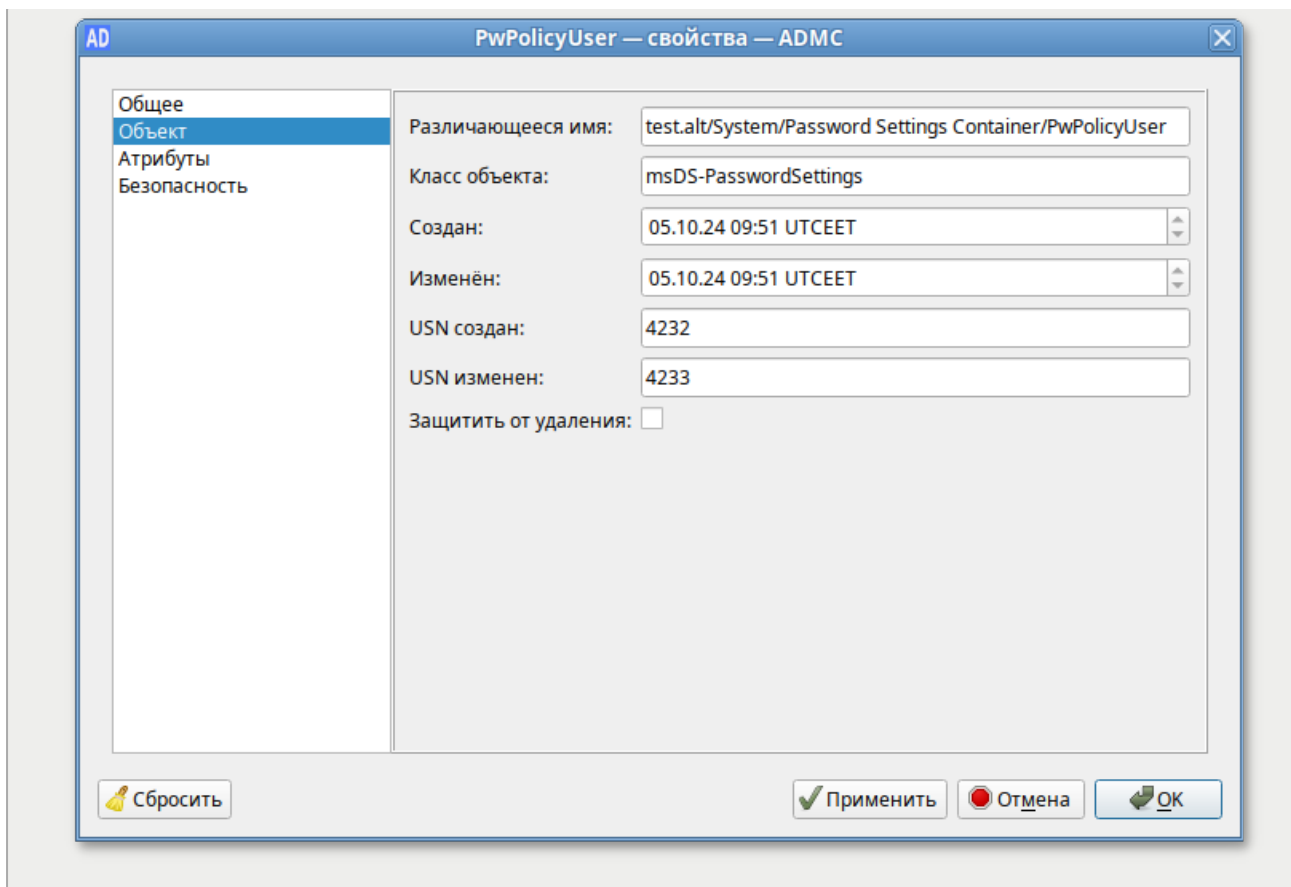 AD PwPolicyUser — свойства — ADMC
Общее
Объект
Атрибуты
Безопасность
Различающееся имя: test.alt/System/Password Settings Container/PwPolicyUser
Класс объекта: msDS-PasswordSettings
Создан: 05.10.24 09:51 UTCEET
Изменён: 05.10.24 09:51 UTCEET
USN создан: 4232
USN изменен: 4233
Защитить от удаления:
Сбросить Применить Отмена OK